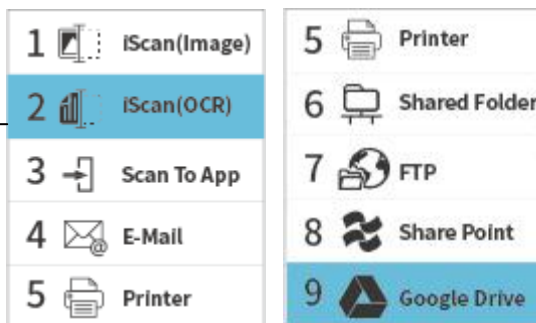 1 iScan(Image)
2 iScan(OCR)
3 Scan To App
4 @ E-Mail
5 Printer
5 Printer
6 Shared Folder
7 FTP
8 Share Point
9 Google Drive